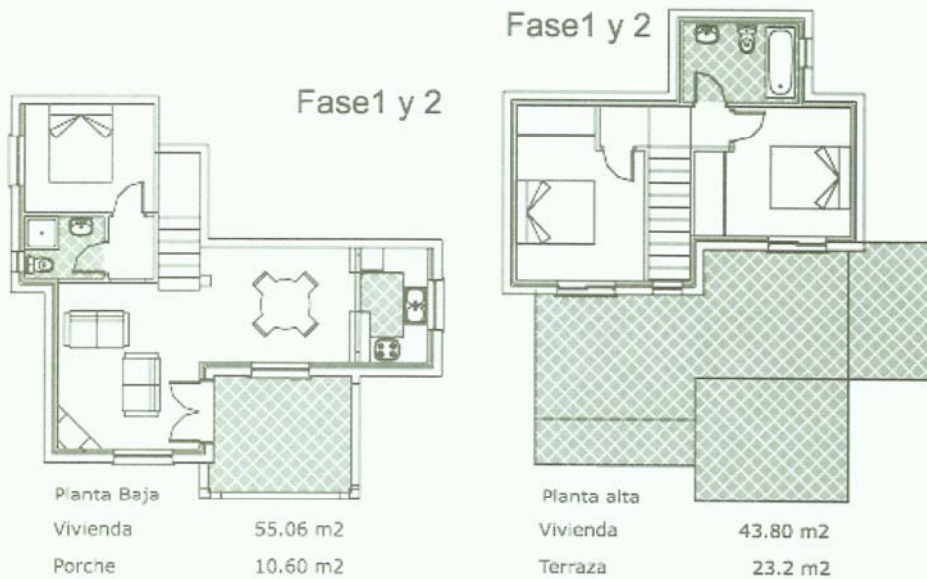 Fase1 y 2
Fase1 y 2
Planta Baja
Vivienda 55.06 m2
Porche 10.60 m2
Planta alta
Vivienda 43.80 m2
Terraza 23.2 m2